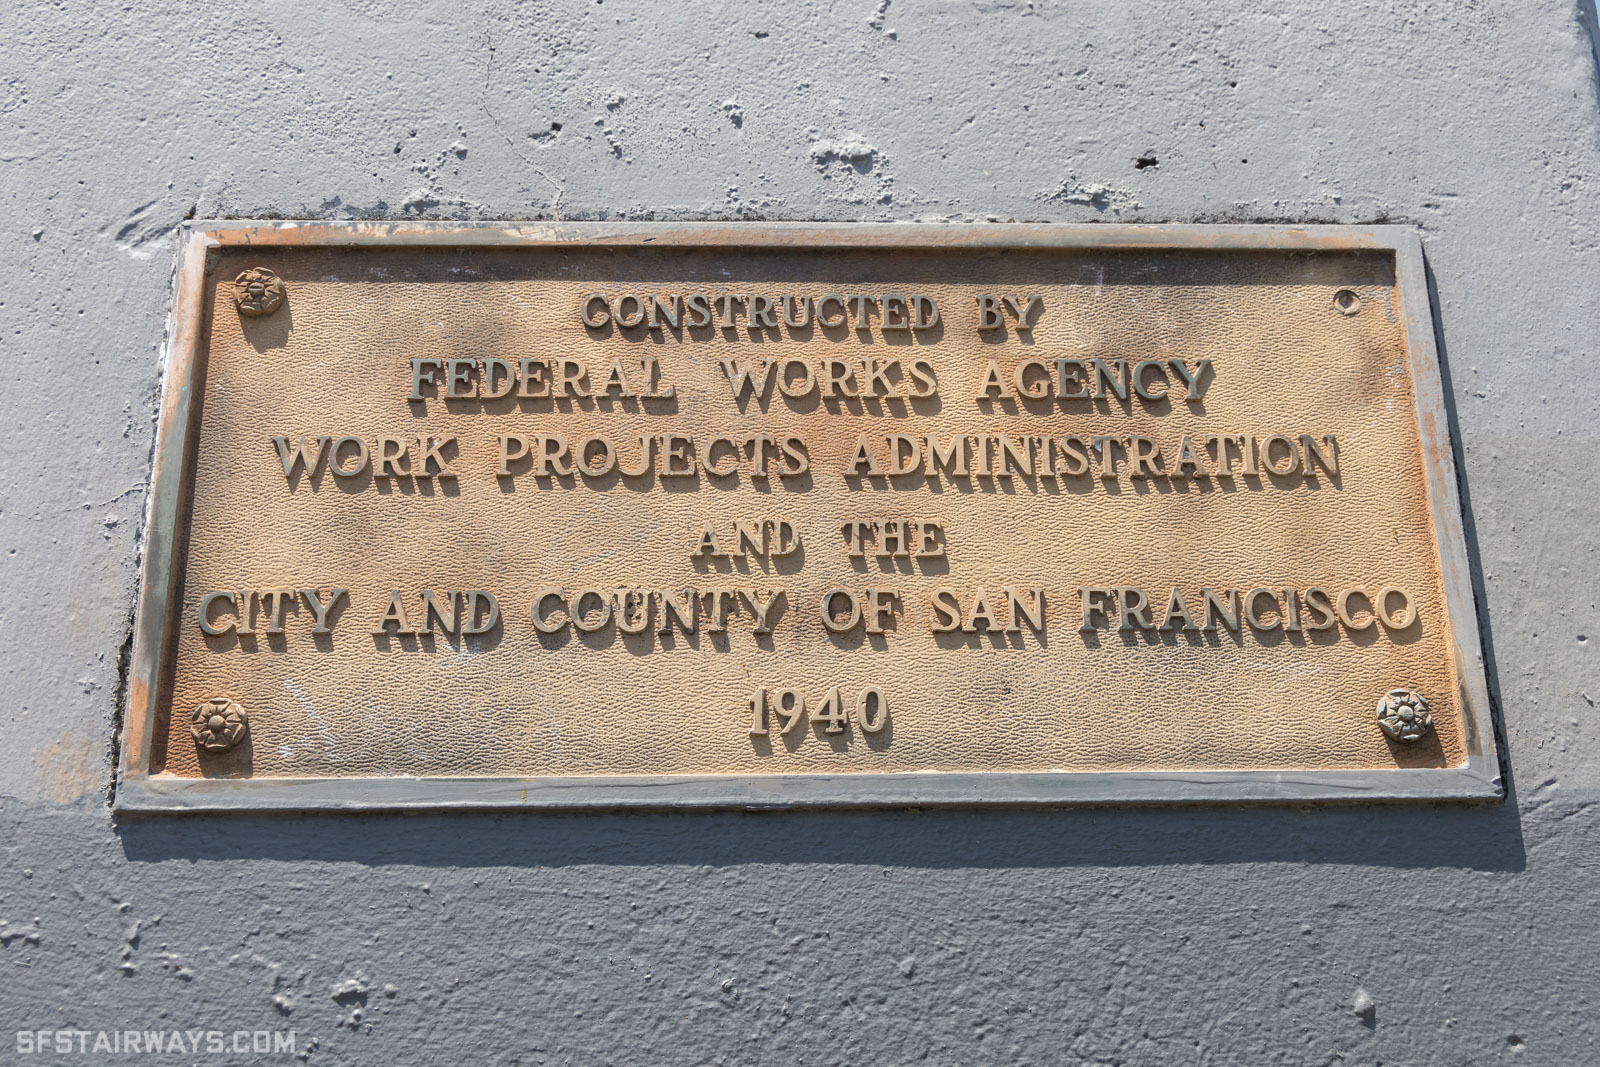 CONSTRUCTED BY
FEDERAL WORKS AGENCY
WORK PROJECTS ADMINISTRATION
AND THE
CITY AND COUNTY OF SAN FRANCISCO
1940
SFSTAIRWAYS.COM